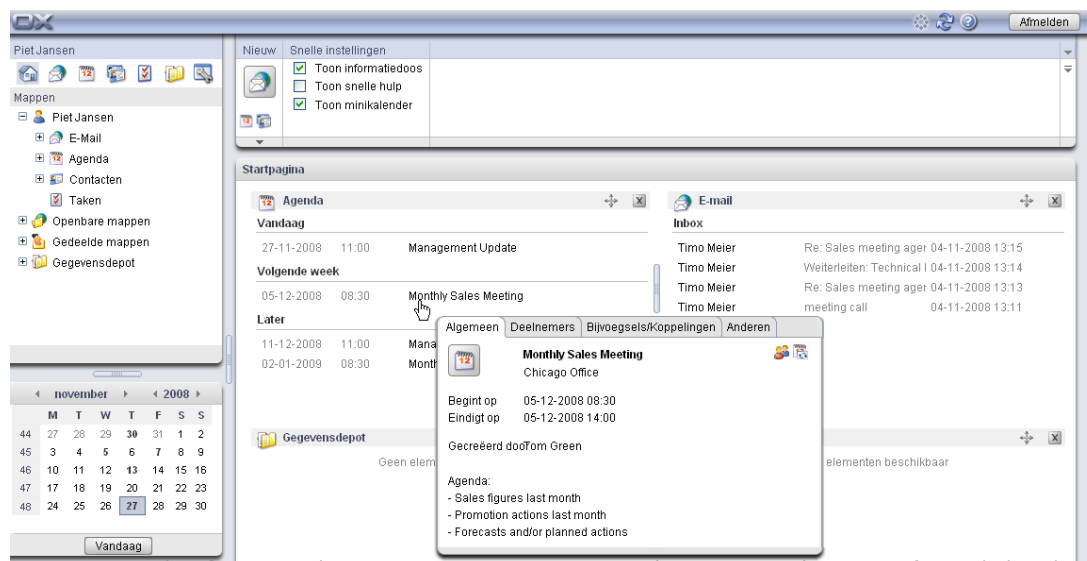 OX
Afmelden
Piet Jansen
Mappen
Piet Jansen
E-Mail
Agenda
Contacten
Taken
Openbare mappen
Gedeelde mappen
Gegevensdepot
november 2008
M T W T F S S
44 27 28 29 30 31 1 2
45 3 4 5 6 7 8 9
46 10 11 12 13 14 15 16
47 17 18 19 20 21 22 23
48 24 25 26 27 28 29 30
Vandaag
Nieuw Snelle instellingen
Toon informatiedoos
Toon snelle hulp
Toon minikalender
12
Startpagina
Agenda
Vandaag
27-11-2008 11:00 Management Update
Volgende week
05-12-2008 08:30 Monthly Sales Meeting
Later
11-12-2008 11:00 Mana
02-01-2009 08:30 Mont
E-mail
Inbox
Timo Meier Re: Sales meeting ager 04-11-2008 13:15
Timo Meier Weiterleiten: Technical I 04-11-2008 13:14
Timo Meier Re: Sales meeting ager 04-11-2008 13:13
Timo Meier meeting call 04-11-2008 13:11
Algemeen Deelnemers Bijvoegsels/Koppelingen Anderen
12
Monthly Sales Meeting
Chicago Office
Begint op 05-12-2008 08:30
Eindigt op 05-12-2008 14:00
Gecreëerd doo Tom Green
Agenda:
- Sales figures last month
- Promotion actions last month
- Forecasts and/or planned actions
Gegevensdepot
Geen elem
elementen beschikbaar